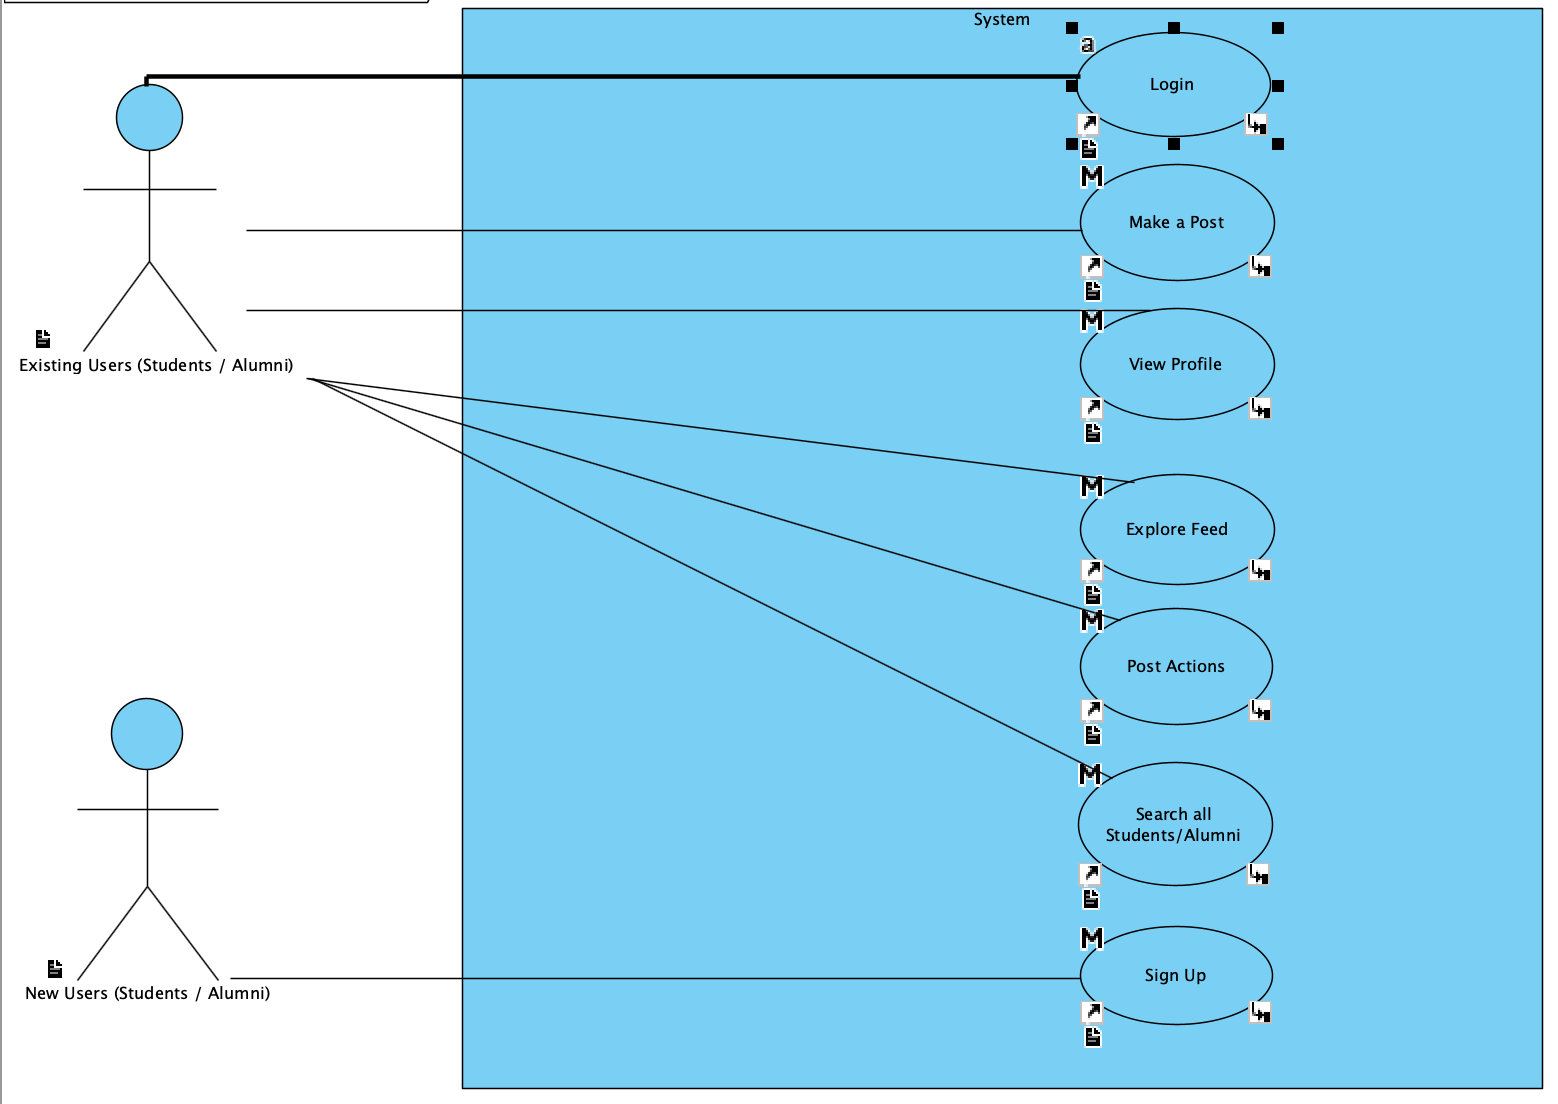 System
a
Login
M
Make a Post
M
View Profile
Existing Users (Students / Alumni)
M
Explore Feed
M
Post Actions
M
Search all
Students/Alumni
M
Sign Up
New Users (Students / Alumni)